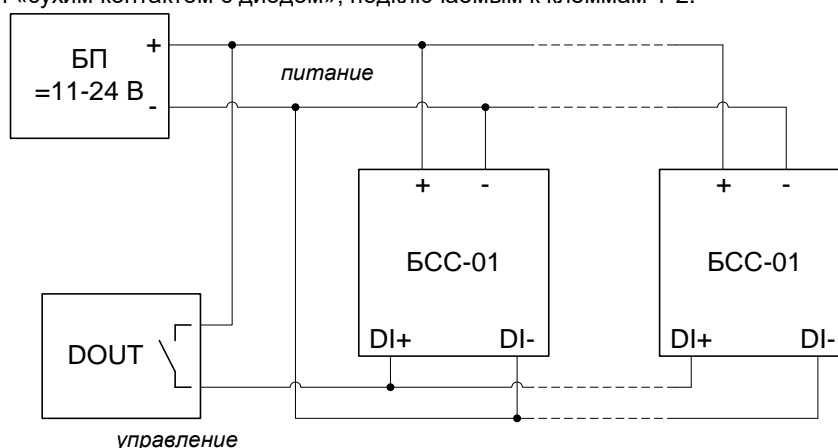 «сухим контактом с диодом», подключаемым к клеммам 1-2.
БП
=11-24 В
+
-
питание
+ -
БСС-01
DI+ DI-
+ -
БСС-01
DI+ DI-
DOUT
управление